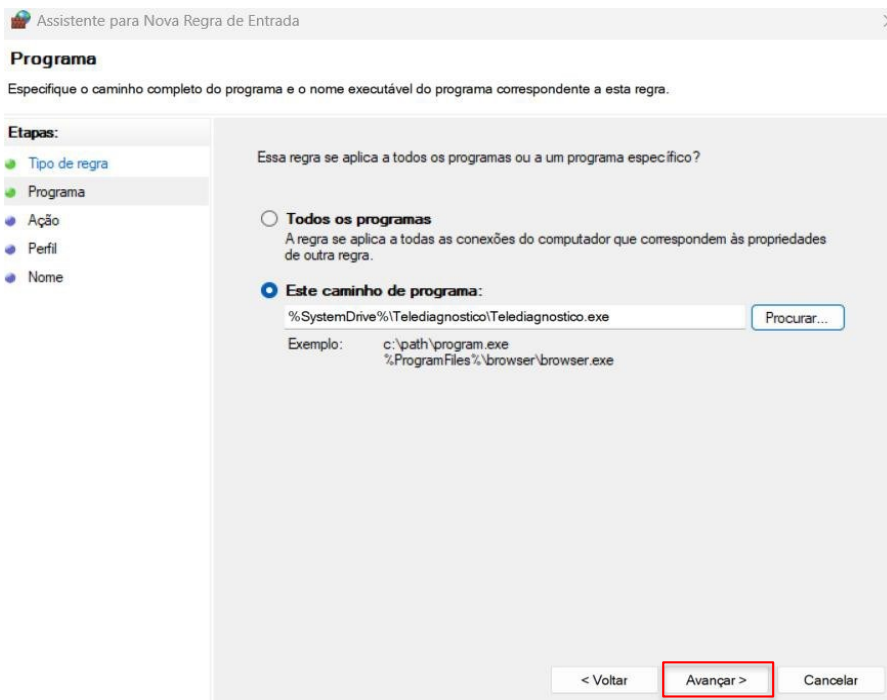 Assistente para Nova Regra de Entrada
Programa
Especifique o caminho completo do programa e o nome executável do programa correspondente a esta regra.
Etapas:
Tipo de regra
Programa
Ação
Perfil
Nome
Essa regra se aplica a todos os programas ou a um programa específico?
Todos os programas
A regra se aplica a todas as conexões do computador que correspondem às propriedades
de outra regra.
Este caminho de programa:
%SystemDrive%\Telediagnostico\Telediagnostico.exe
Procurar...
Exemplo: c:\path\program.exe
%ProgramFiles%\browser\browser.exe
< Voltar
Avançar >
Cancelar